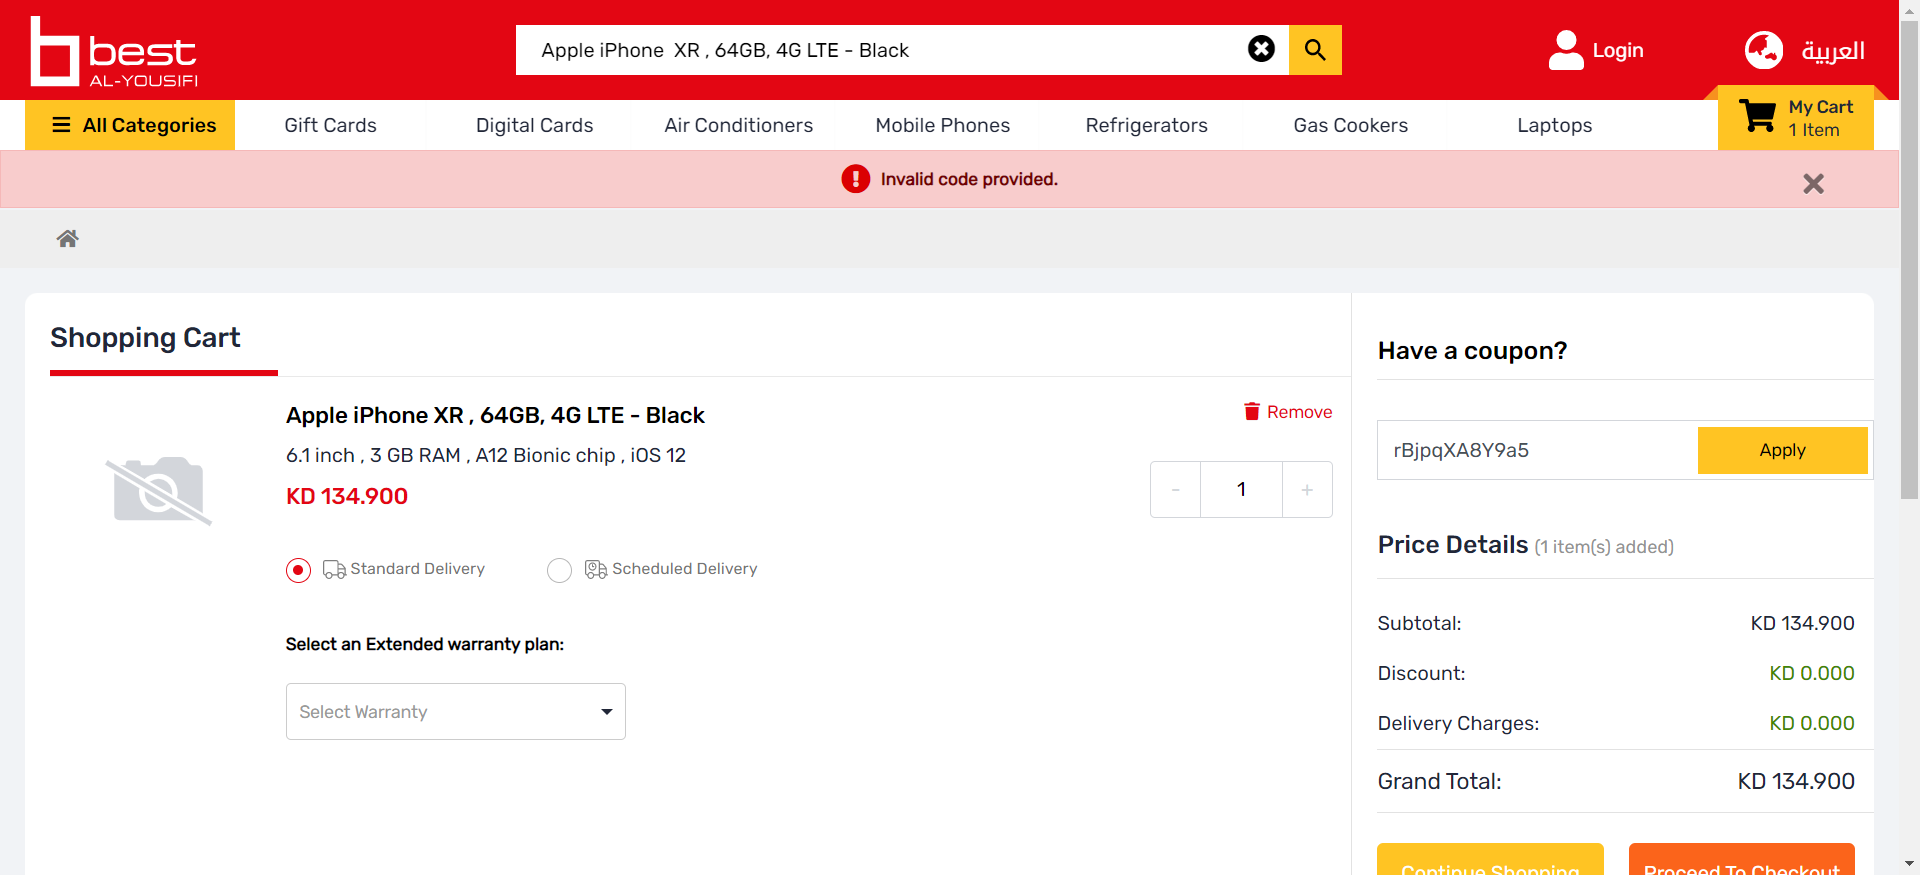 best
AL-YOUSIFI
Apple iPhone  XR , 64GB, 4G LTE - Black
Login
العربية
All Categories
Gift Cards
Digital Cards
Air Conditioners
Mobile Phones
Refrigerators
Gas Cookers
Laptops
My Cart
1 Item
Invalid code provided.
Shopping Cart
Apple iPhone XR , 64GB, 4G LTE - Black
Remove
6.1 inch , 3 GB RAM , A12 Bionic chip , iOS 12
KD 134.900
- 1 +
Standard Delivery
Scheduled Delivery
Select an Extended warranty plan:
Select Warranty
Have a coupon?
rBjpqXA8Y9a5
Apply
Price Details (1 item(s) added)
Subtotal: KD 134.900
Discount: KD 0.000
Delivery Charges: KD 0.000
Grand Total: KD 134.900
Continue Shopping
Proceed To Checkout